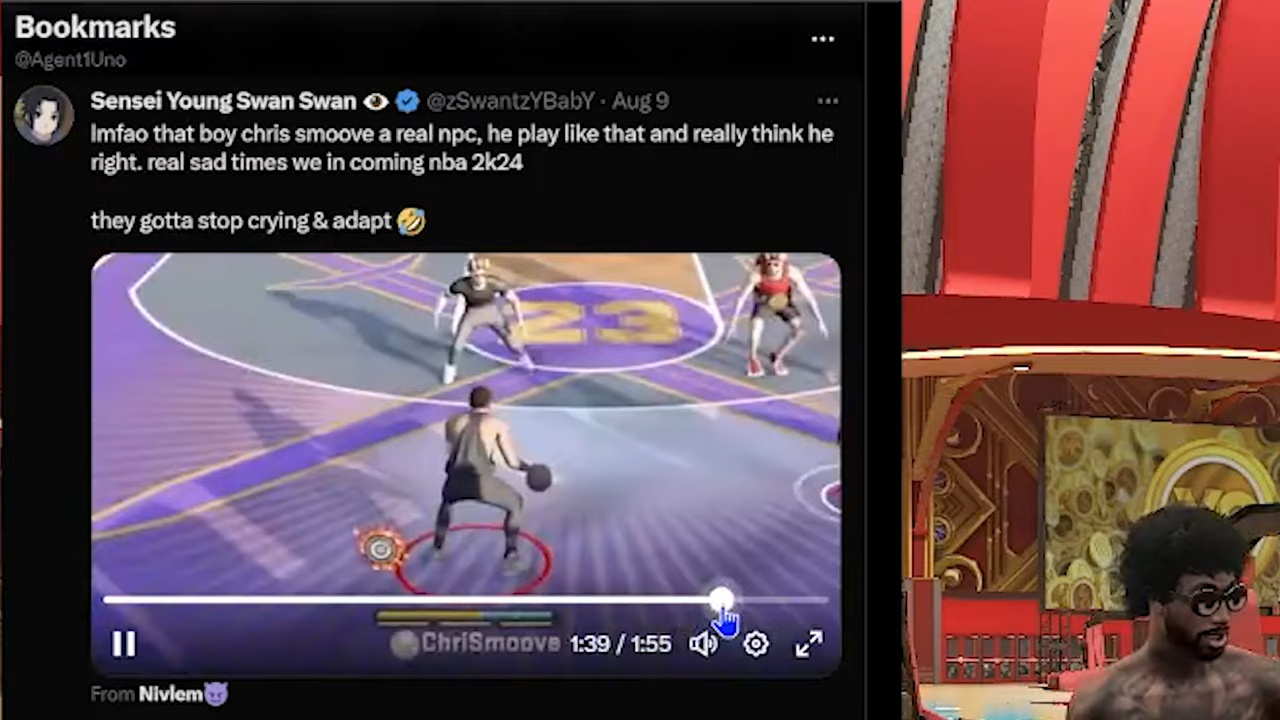 Bookmarks
@Agent1Uno
Sensei Young Swan Swan 👁️ @zSwantzYBabY · Aug 9
lmfao that boy chris smoove a real npc, he play like that and really think he
right. real sad times we in coming nba 2k24
they gotta stop crying & adapt 🤣
23
ChriSmoove 1:39 / 1:55
From Nivlem😈